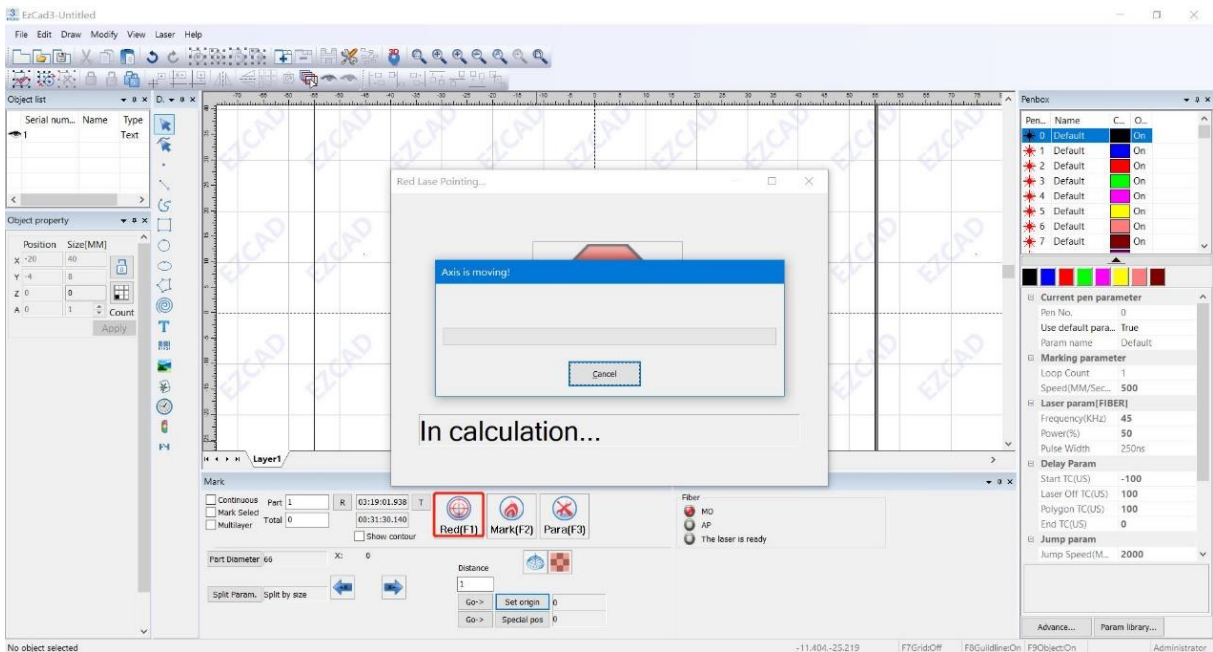 EzCad3-Untitled
File Edit Draw Modify View Laser Help
Object list
Serial num... Name Type
1 Text
Object property
Position Size[MM]
X -20 40
Y -4 8
Z 0 0
A 0 1 Count
Apply
Layer1
EZCAD
Red Lase Pointing...
Axis is moving!
Cancel
In calculation...
Mark
Continuous Part 1 R 03:19:01.938 T
Mark Seled
Multilayer Total 0 00:31:30.140
Show contour
Red(F1) Mark(F2) Para(F3)
Part Diameter 66 X: 0
Split Param. Split by size
Distance
1
Go-> Set origin 0
Go-> Special pos 0
Fiber
MO
AP
The laser is ready
Penbox
Pen... Name C... O...
0 Default On
1 Default On
2 Default On
3 Default On
4 Default On
5 Default On
6 Default On
7 Default On
Current pen parameter
Pen No. 0
Use default para... True
Param name Default
Marking parameter
Loop Count 1
Speed(MM/Sec... 500
Laser param[FIBER]
Frequency(KHz) 45
Power(%) 50
Pulse Width 250ns
Delay Param
Start TC(US) -100
Laser Off TC(US) 100
Polygon TC(US) 100
End TC(US) 0
Jump param
Jump Speed(M... 2000
Advance... Param library...
No object selected
-11.404,-25.219 F7Grid:Off F8Guildline:On F9Object:On Administrator